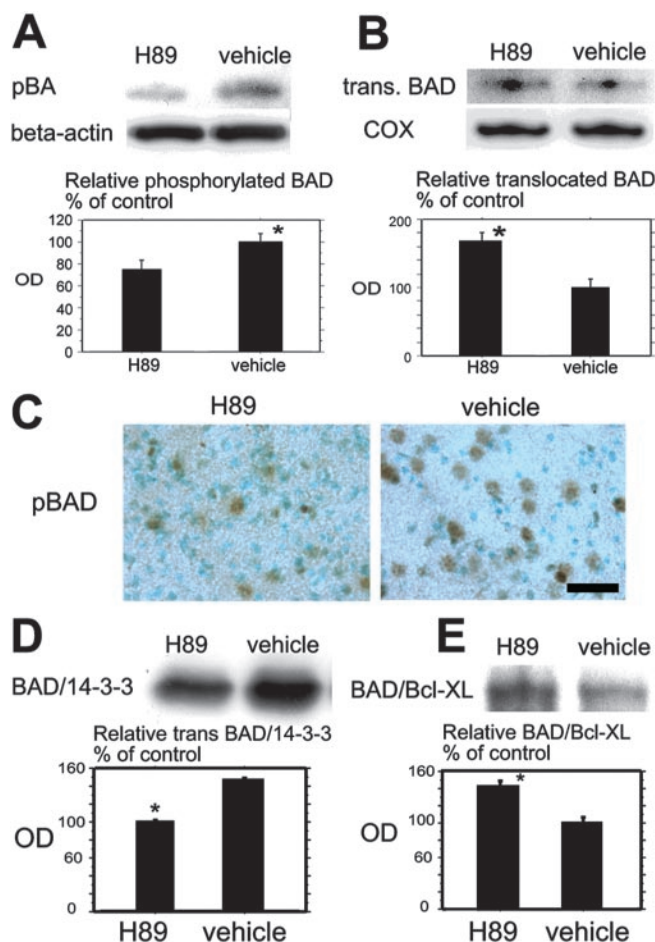 A
H89 vehicle
pBA
beta-actin
Relative phosphorylated BAD
% of control
120
100
80
60
40
20
0
OD
H89 vehicle
B
H89 vehicle
trans. BAD
COX
Relative translocated BAD
% of control
200
100
0
OD
H89 vehicle
C
H89 vehicle
pBAD
D
H89 vehicle
BAD/14-3-3
Relative trans BAD/14-3-3
% of control
160
100
60
0
OD
*
H89 vehicle
E
H89 vehicle
BAD/Bcl-XL
Relative BAD/Bcl-XL
% of control
160
100
60
0
OD
*
H89 vehicle